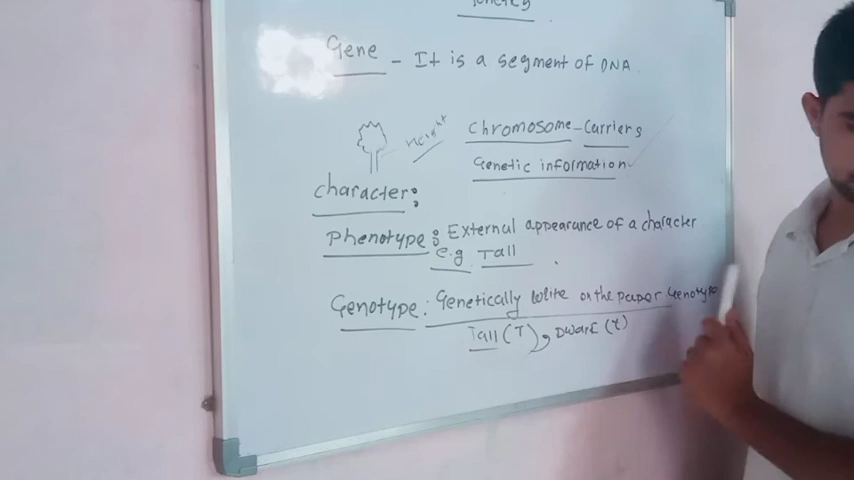 Gene - It is a segment of DNA
height
chromosome - Carriers
Genetic information
character:
Phenotype: External appearance of a character
e.g Tall
Genotype: Genetically write on the paper Genotype
Tall (T), Dwarf (t)